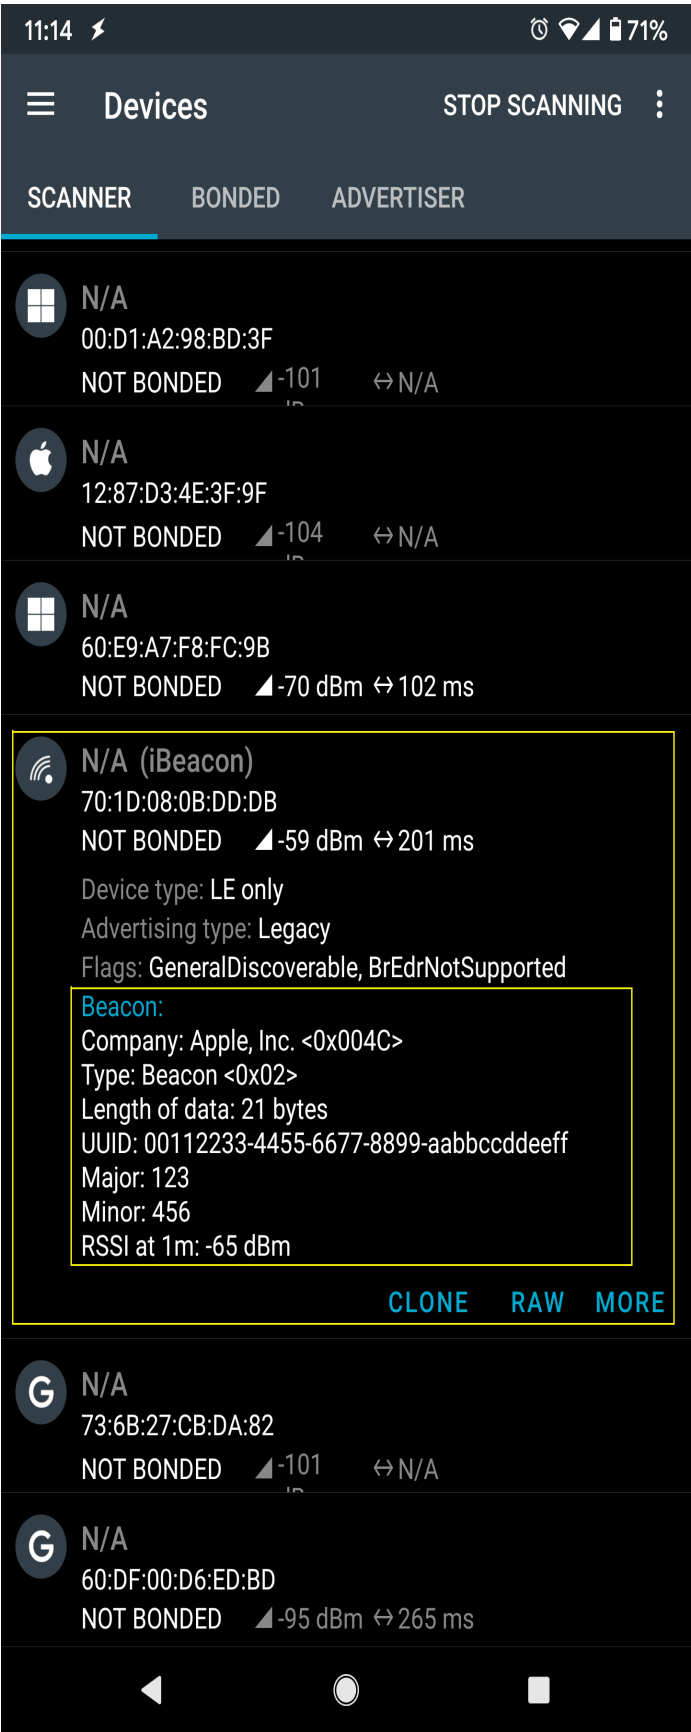 11:14 71%
Devices STOP SCANNING
SCANNER BONDED ADVERTISER
N/A
00:D1:A2:98:BD:3F
NOT BONDED -101 N/A
N/A
12:87:D3:4E:3F:9F
NOT BONDED -104 N/A
N/A
60:E9:A7:F8:FC:9B
NOT BONDED -70 dBm 102 ms
N/A (iBeacon)
70:1D:08:0B:DD:DB
NOT BONDED -59 dBm 201 ms
Device type: LE only
Advertising type: Legacy
Flags: GeneralDiscoverable, BrEdrNotSupported
Beacon:
Company: Apple, Inc. <0x004C>
Type: Beacon <0x02>
Length of data: 21 bytes
UUID: 00112233-4455-6677-8899-aabbccddeeff
Major: 123
Minor: 456
RSSI at 1m: -65 dBm
CLONE RAW MORE
G N/A
73:6B:27:CB:DA:82
NOT BONDED -101 N/A
G N/A
60:DF:00:D6:ED:BD
NOT BONDED -95 dBm 265 ms